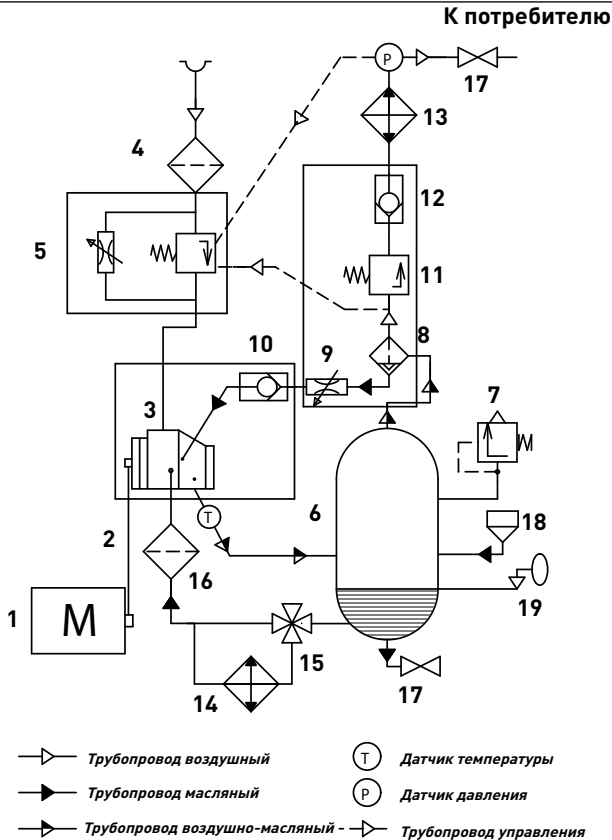 К потребителю
P
17
13
4
12
5
11
8
9
10
7
3
6
T
18
2
16
19
1
M
15
14
17
Трубопровод воздушный
T
Датчик температуры
Трубопровод масляный
P
Датчик давления
Трубопровод воздушно-масляный
Трубопровод управления